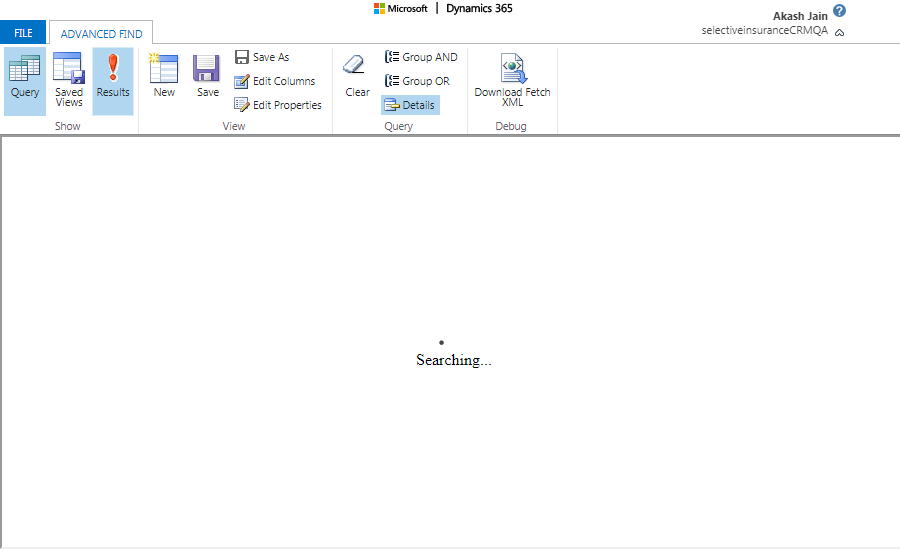 Microsoft | Dynamics 365
Akash Jain
selectiveinsuranceCRMQA
FILE ADVANCED FIND
Query Saved Views Results
New Save Save As
Edit Columns
Edit Properties
Clear Group AND
Group OR
Details
Download Fetch XML
Show View Query Debug
Searching...